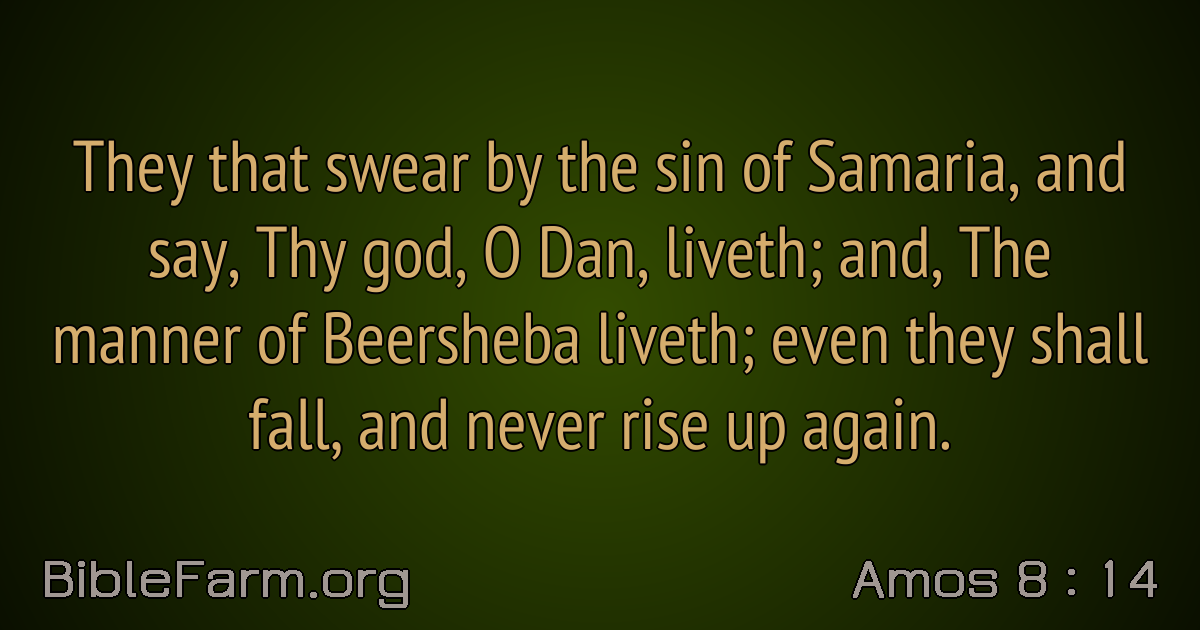 They that swear by the sin of Samaria, and
say, Thy god, O Dan, liveth; and, The
manner of Beersheba liveth; even they shall
fall, and never rise up again.
BibleFarm.org
Amos 8 : 14